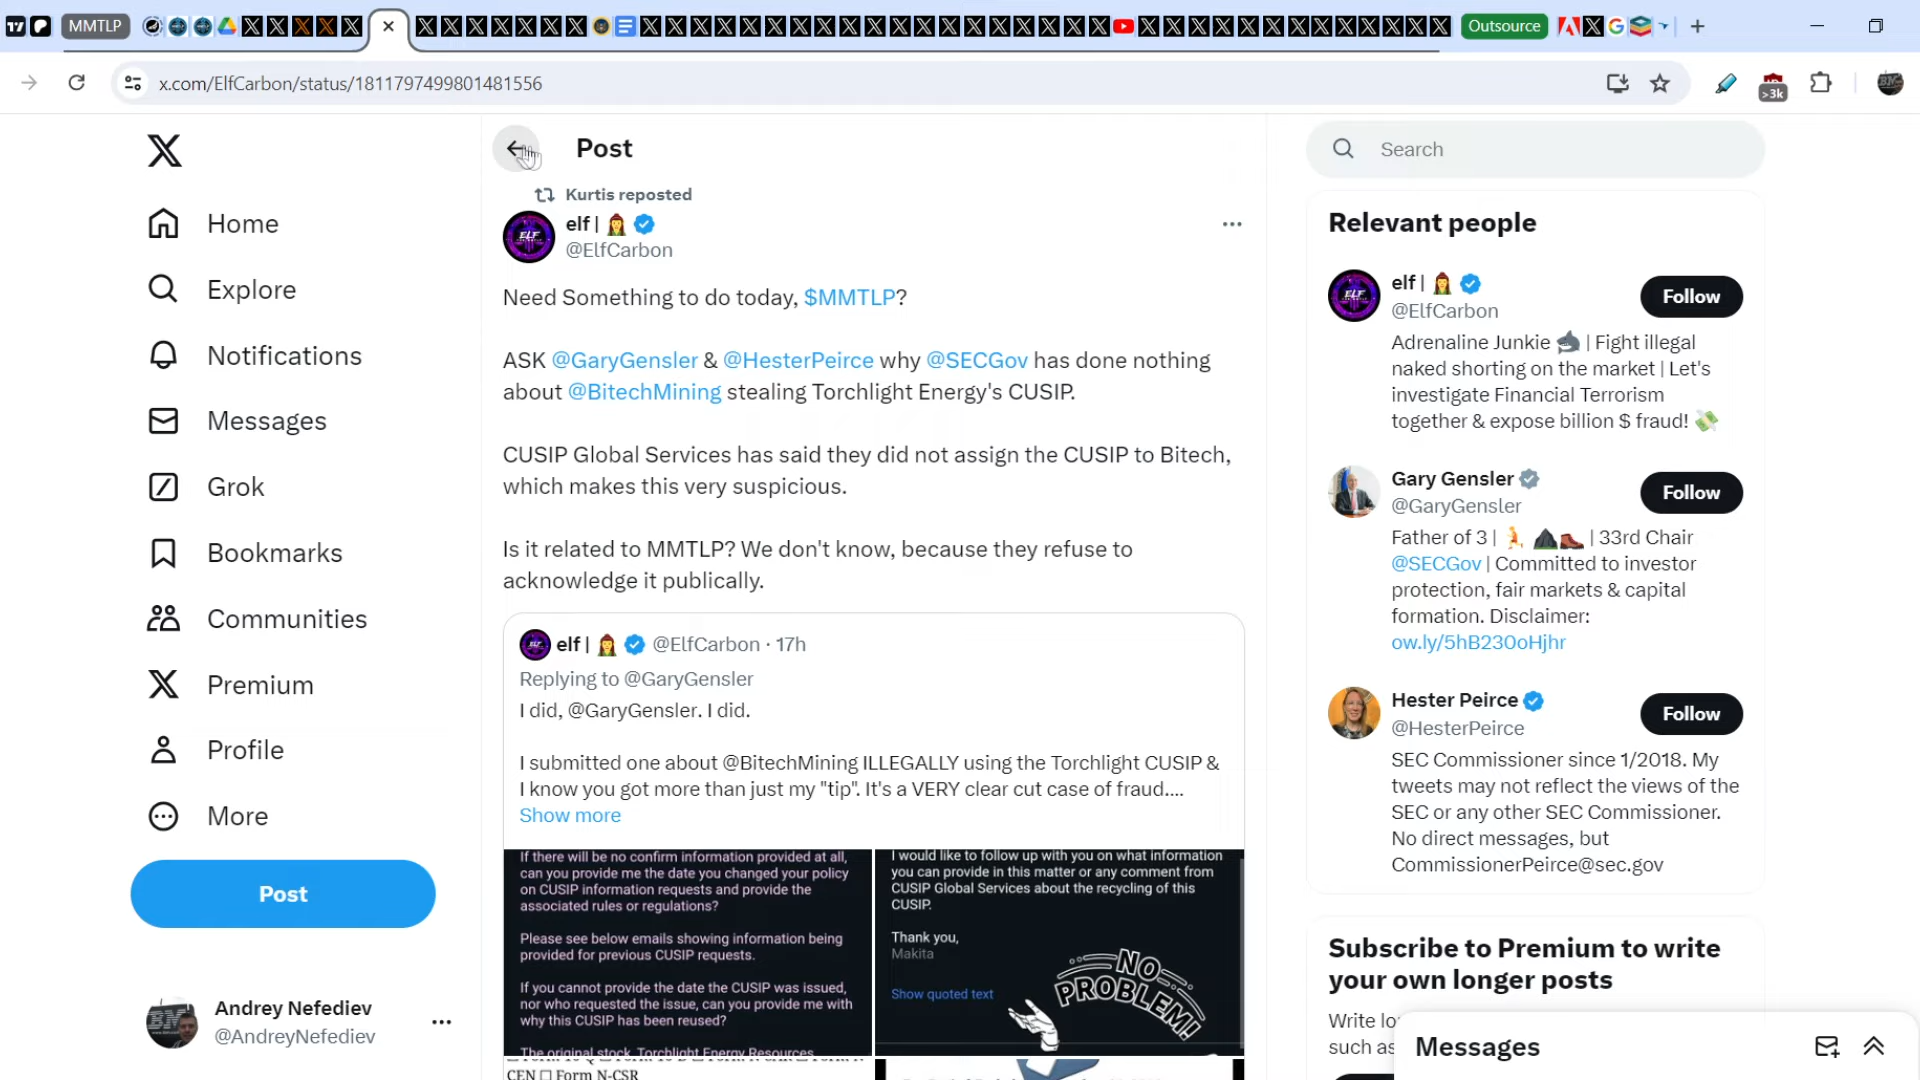 MMTLP
Outsource
x.com/ElfCarbon/status/1811797499801481556
>3k
Post
Search
Kurtis reposted
elf |
@ElfCarbon
Need Something to do today, $MMTLP?
ASK @GaryGensler & @HesterPeirce why @SECGov has done nothing
about @BitechMining stealing Torchlight Energy's CUSIP.
CUSIP Global Services has said they did not assign the CUSIP to Bitech,
which makes this very suspicious.
Is it related to MMTLP? We don't know, because they refuse to
acknowledge it publically.
elf | @ElfCarbon · 17h
Replying to @GaryGensler
I did, @GaryGensler. I did.
I submitted one about @BitechMining ILLEGALLY using the Torchlight CUSIP &
I know you got more than just my "tip". It's a VERY clear cut case of fraud....
Show more
If there will be no confirm information provided at all,
can you provide me the date you changed your policy
on CUSIP information requests and provide the
associated rules or regulations?
Please see below emails showing information being
provided for previous CUSIP requests.
If you cannot provide the date the CUSIP was issued,
nor who requested the issue, can you provide me with
why this CUSIP has been reused?
The original stock, Torchlight Energy Resources
I would like to follow up with you on what information
you can provide in this matter or any comment from
CUSIP Global Services about the recycling of this
CUSIP.
Thank you,
Makita
Show quoted text
NO
PROBLEM!
CEN ☐ Form N-CSR
Home
Explore
Notifications
Messages
Grok
Bookmarks
Communities
Premium
Profile
More
Post
Andrey Nefediev
@AndreyNefediev
Relevant people
elf |
@ElfCarbon
Follow
Adrenaline Junkie | Fight illegal
naked shorting on the market | Let's
investigate Financial Terrorism
together & expose billion $ fraud!
Gary Gensler
@GaryGensler
Follow
Father of 3 | | 33rd Chair
@SECGov | Committed to investor
protection, fair markets & capital
formation. Disclaimer:
ow.ly/5hB230oHjhr
Hester Peirce
@HesterPeirce
Follow
SEC Commissioner since 1/2018. My
tweets may not reflect the views of the
SEC or any other SEC Commissioner.
No direct messages, but
CommissionerPeirce@sec.gov
Subscribe to Premium to write
your own longer posts
Write lo
such as
Messages